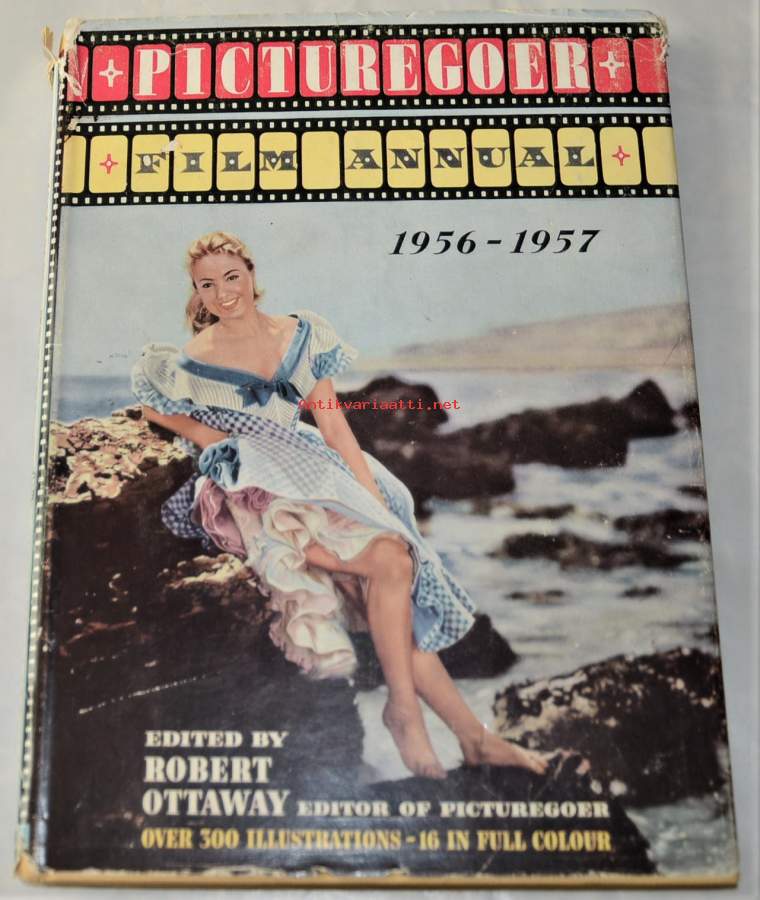 PICTUREGOER
FILM ANNUAL
1956-1957
Antikvariaatti.net
EDITED BY
ROBERT
OTTAWAY EDITOR OF PICTUREGOER
OVER 300 ILLUSTRATIONS-16 IN FULL COLOUR